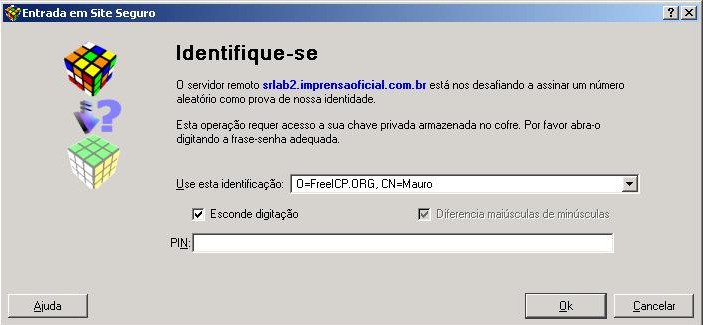 Entrada em Site Seguro
Identifique-se
O servidor remoto srlab2.imprensaoficial.com.br está nos desafiando a assinar um número
aleatório como prova de nossa identidade.
Esta operação requer acesso a sua chave privada armazenada no cofre. Por favor abra-o
digitando a frase-senha adequada.
Use esta identificação: O=FreeICP.ORG, CN=Mauro
Esconde digitação Diferencia maiúsculas de minúsculas
PIN:
Ajuda Ok Cancelar